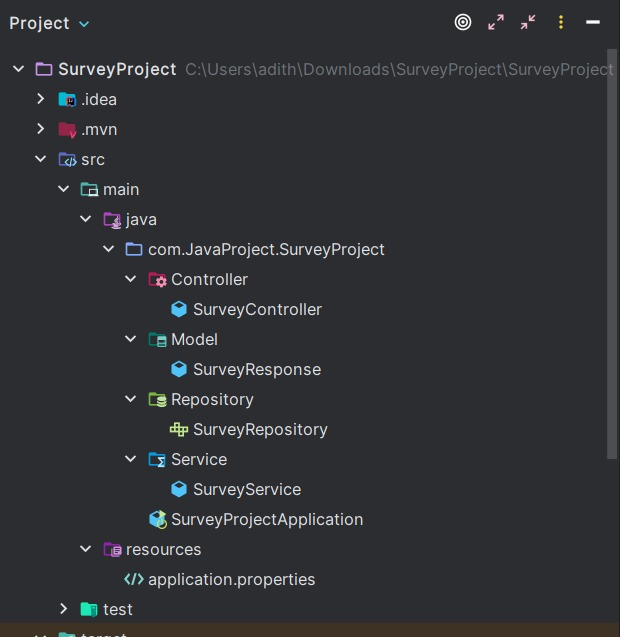 Project
SurveyProject C:\Users\adith\Downloads\SurveyProject\SurveyProject
.idea
.mvn
src
main
java
com.JavaProject.SurveyProject
Controller
SurveyController
Model
SurveyResponse
Repository
SurveyRepository
Service
SurveyService
SurveyProjectApplication
resources
application.properties
test
target